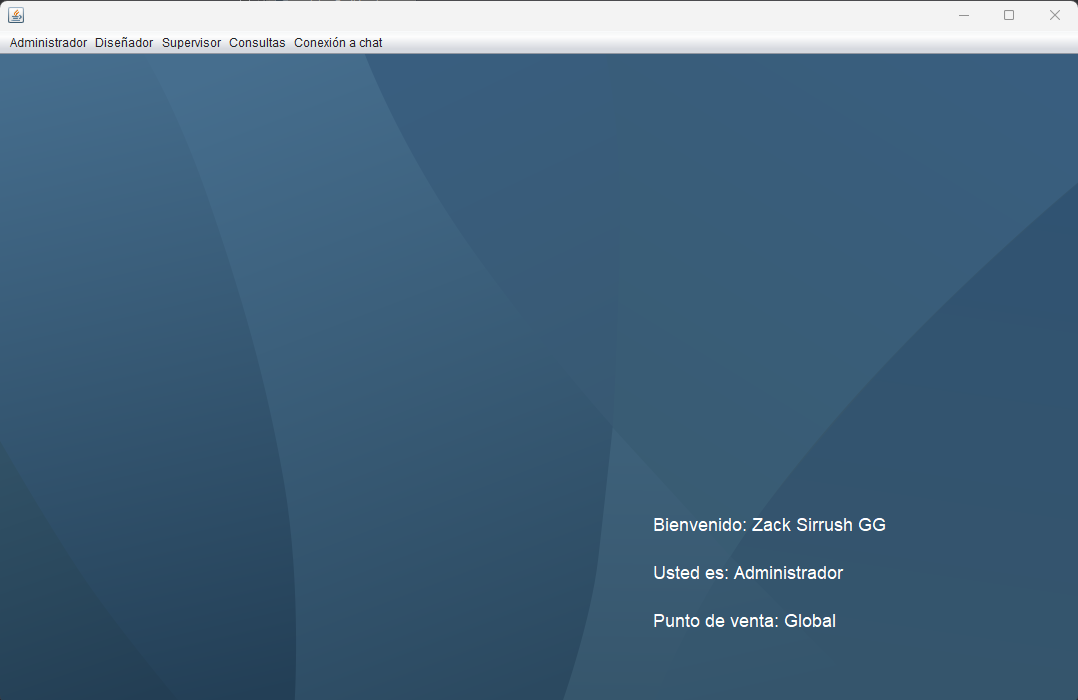 Administrador Diseñador Supervisor Consultas Conexión a chat
Bienvenido: Zack Sirrush GG
Usted es: Administrador
Punto de venta: Global